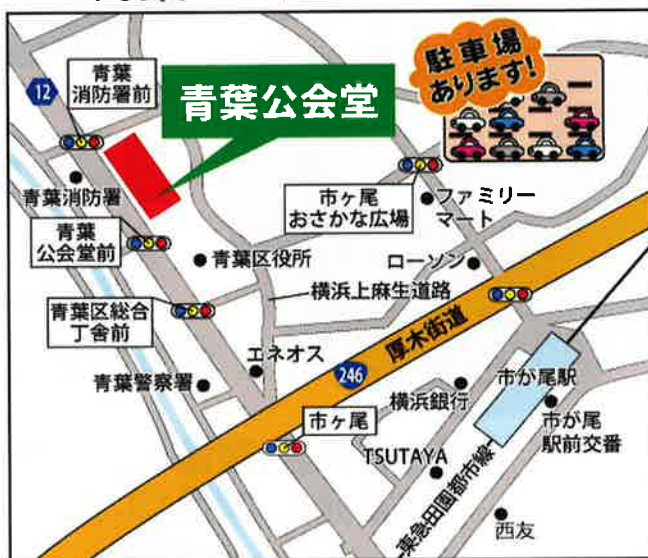 青葉
消防署前
12
青葉公会堂
駐車場
あります!
青葉消防署
市ヶ尾
おさかな広場
ファミリー
マート
青葉
公会堂前
青葉区役所
ローソン
横浜上麻生道路
青葉区総合
丁舎前
エネオス
厚木街道
246
青葉警察署
横浜銀行
市が尾駅
市ヶ尾
市が尾
駅前交番
TSUTAYA
東急田園都市線
西友